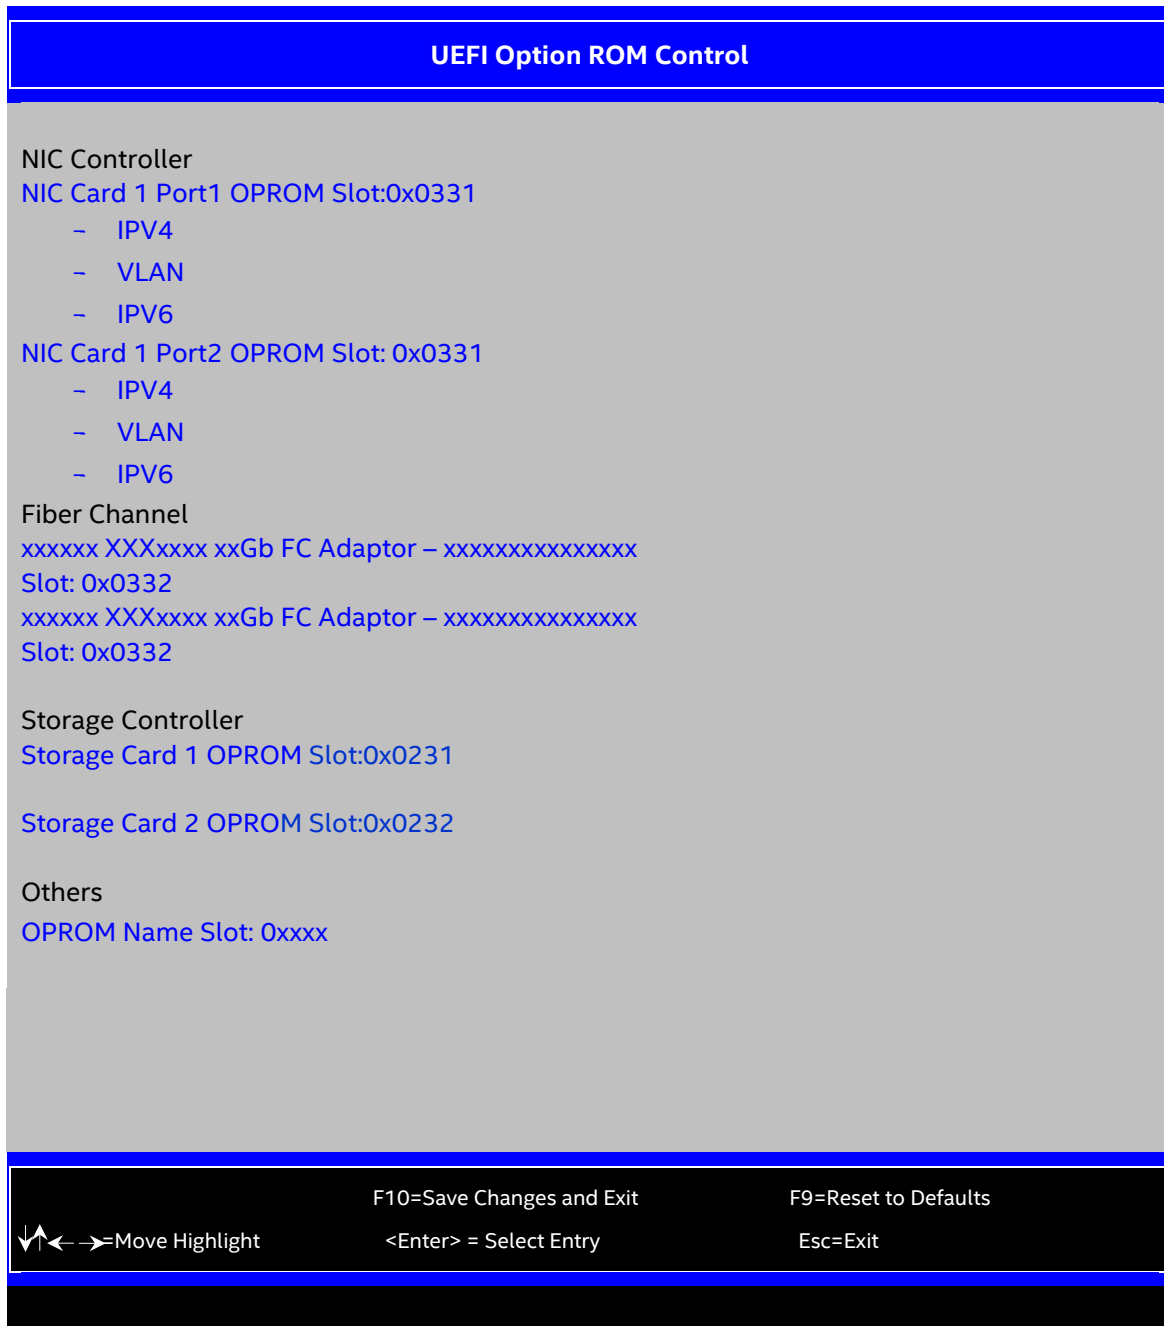 UEFI Option ROM Control
NIC Controller
NIC Card 1 Port1 OPROM Slot:0x0331
– IPV4
– VLAN
– IPV6
NIC Card 1 Port2 OPROM Slot: 0x0331
– IPV4
– VLAN
– IPV6
Fiber Channel
xxxxxx XXXxxxx xxGb FC Adaptor – xxxxxxxxxxxxxxx
Slot: 0x0332
xxxxxx XXXxxxx xxGb FC Adaptor – xxxxxxxxxxxxxxx
Slot: 0x0332
Storage Controller
Storage Card 1 OPROM Slot:0x0231
Storage Card 2 OPROM Slot:0x0232
Others
OPROM Name Slot: 0xxxx
F10=Save Changes and Exit F9=Reset to Defaults
↓↑← →=Move Highlight <Enter> = Select Entry Esc=Exit